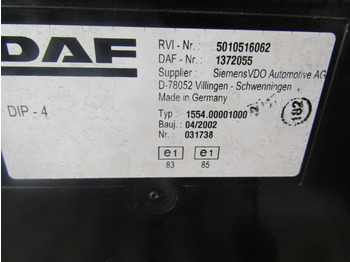 DAF
RVI - Nr. : 5010516062
DAF - Nr. : 1372055
Supplier : SiemensVDO Automotive AG
D-78052 Villingen - Schwenningen
Made in Germany
DIP - 4
Typ : 1554.00001000
Bauj. : 04/2002
Nr. : 031738
182
e1 e1
83 85